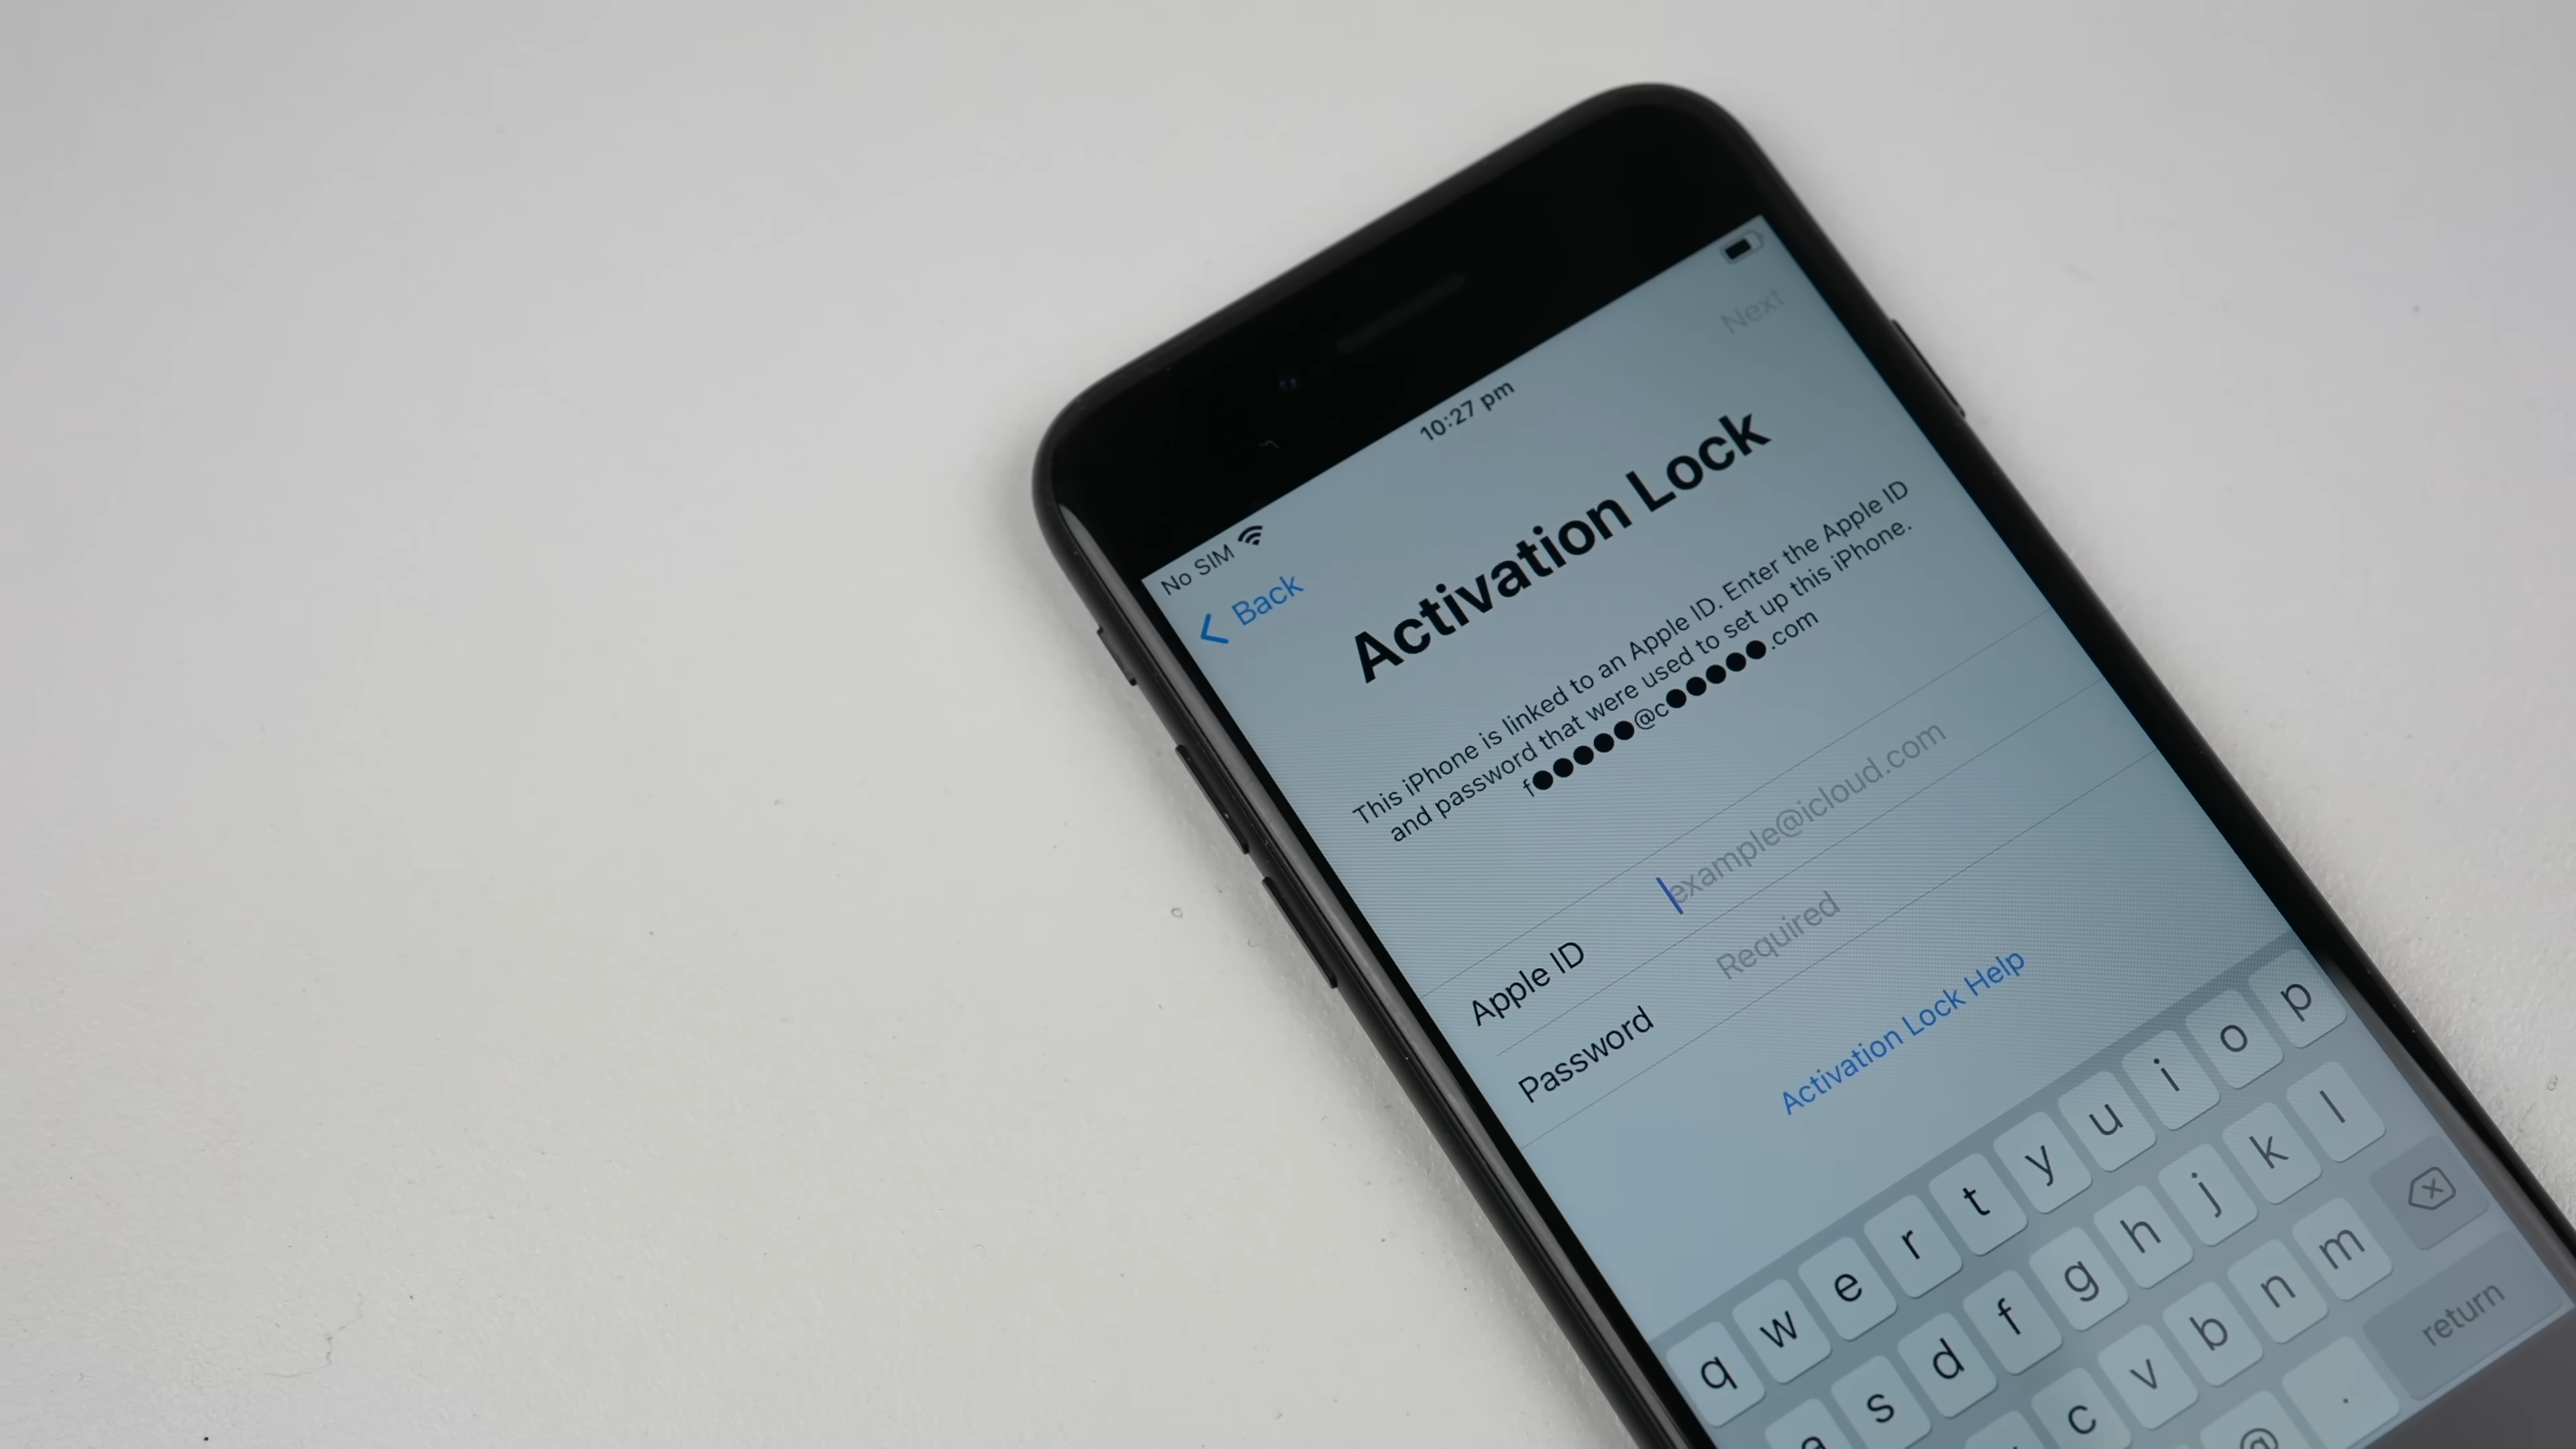 No SIM 10:27 pm
Back Next
Activation Lock
This iPhone is linked to an Apple ID. Enter the Apple ID
and password that were used to set up this iPhone.
f●●●●●@c●●●●●.com
Apple ID example@icloud.com
Password Required
Activation Lock Help
q w e r t y u i o p
a s d f g h j k l
c v b n m
@ . return